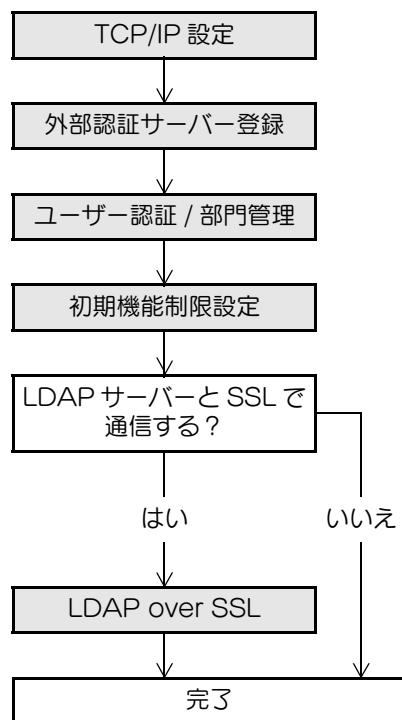 TCP/IP 設定
外部認証サーバー登録
ユーザー認証 / 部門管理
初期機能制限設定
LDAP サーバーと SSL で
通信する？
はい
いいえ
LDAP over SSL
完了